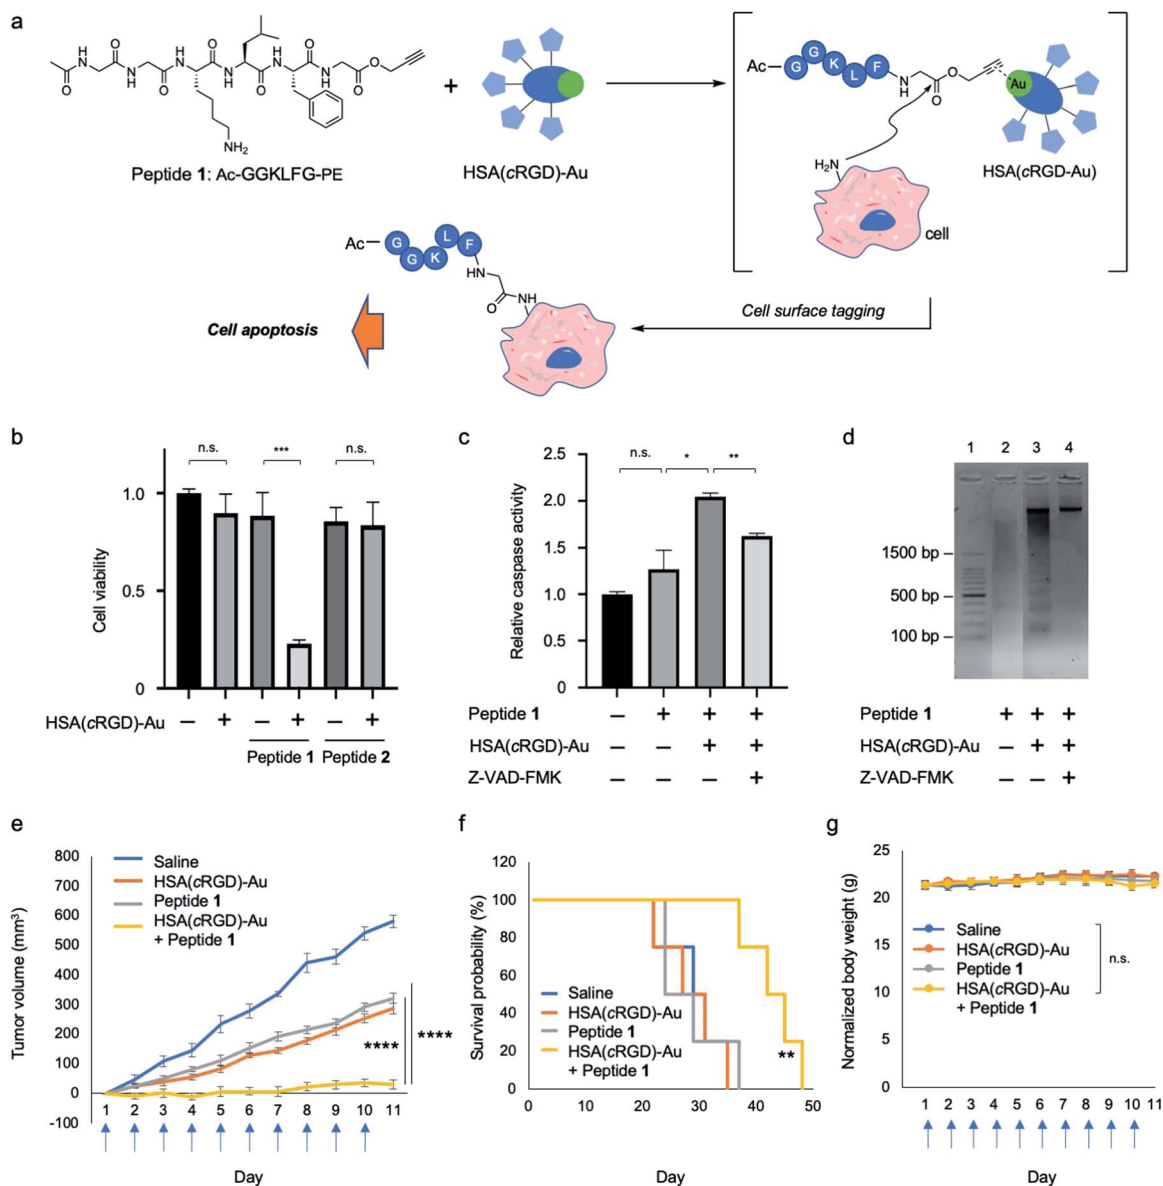 a
Peptide 1: Ac-GGKLFG-PE
H
N
O
N
H
NH2
+
HSA(cRGD)-Au
Ac
G
G
K
L
F
N
H
O
O
Au
H2N
HSA(cRGD-Au)
cell
Ac
G
G
K
L
F
HN
O
NH
Cell surface tagging
Cell apoptosis
b
n.s.
***
n.s.
Cell viability
1.0
0.5
0
HSA(cRGD)-Au
— + — + — +
Peptide 1 Peptide 2
c
n.s.
*
**
Relative caspase activity
2.5
2.0
1.5
1.0
0.5
0
Peptide 1 — + + +
HSA(cRGD)-Au — — + +
Z-VAD-FMK — — — +
d
1 2 3 4
1500 bp
500 bp
100 bp
Peptide 1 + + +
HSA(cRGD)-Au — + +
Z-VAD-FMK — — +
e
Tumor volume (mm3)
800
700
600
500
400
300
200
100
0
-100
Saline
HSA(cRGD)-Au
Peptide 1
HSA(cRGD)-Au
+ Peptide 1
****
****
1 2 3 4 5 6 7 8 9 10 11
Day
f
Survival probability (%)
120
100
80
60
40
20
0
Saline
HSA(cRGD)-Au
Peptide 1
HSA(cRGD)-Au
+ Peptide 1
**
0 20 30 40 50
Day
g
Normalized body weight (g)
25
20
15
10
5
0
Saline
HSA(cRGD)-Au
Peptide 1
HSA(cRGD)-Au
+ Peptide 1
n.s.
1 2 3 4 5 6 7 8 9 10 11
Day